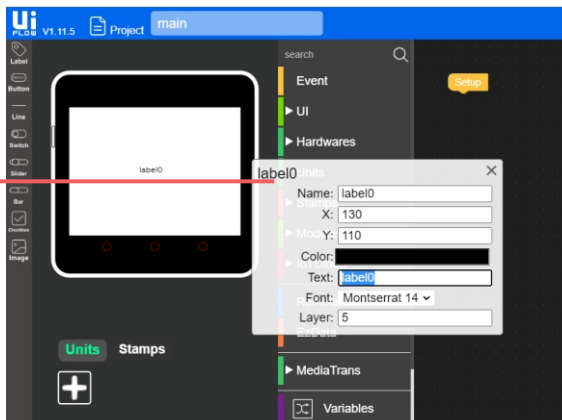 Ui
FLOW
V1.11.5
Project
main
Label
Button
Line
Switch
Slider
Bar
Checkbox
Image
label0
Units
Stamps
search
Event
UI
Hardwares
Units
EzData
MediaTrans
Variables
Setup
label0
Name: label0
X: 130
Y: 110
Color:
Text: label0
Font: Montserrat 14
Layer: 5